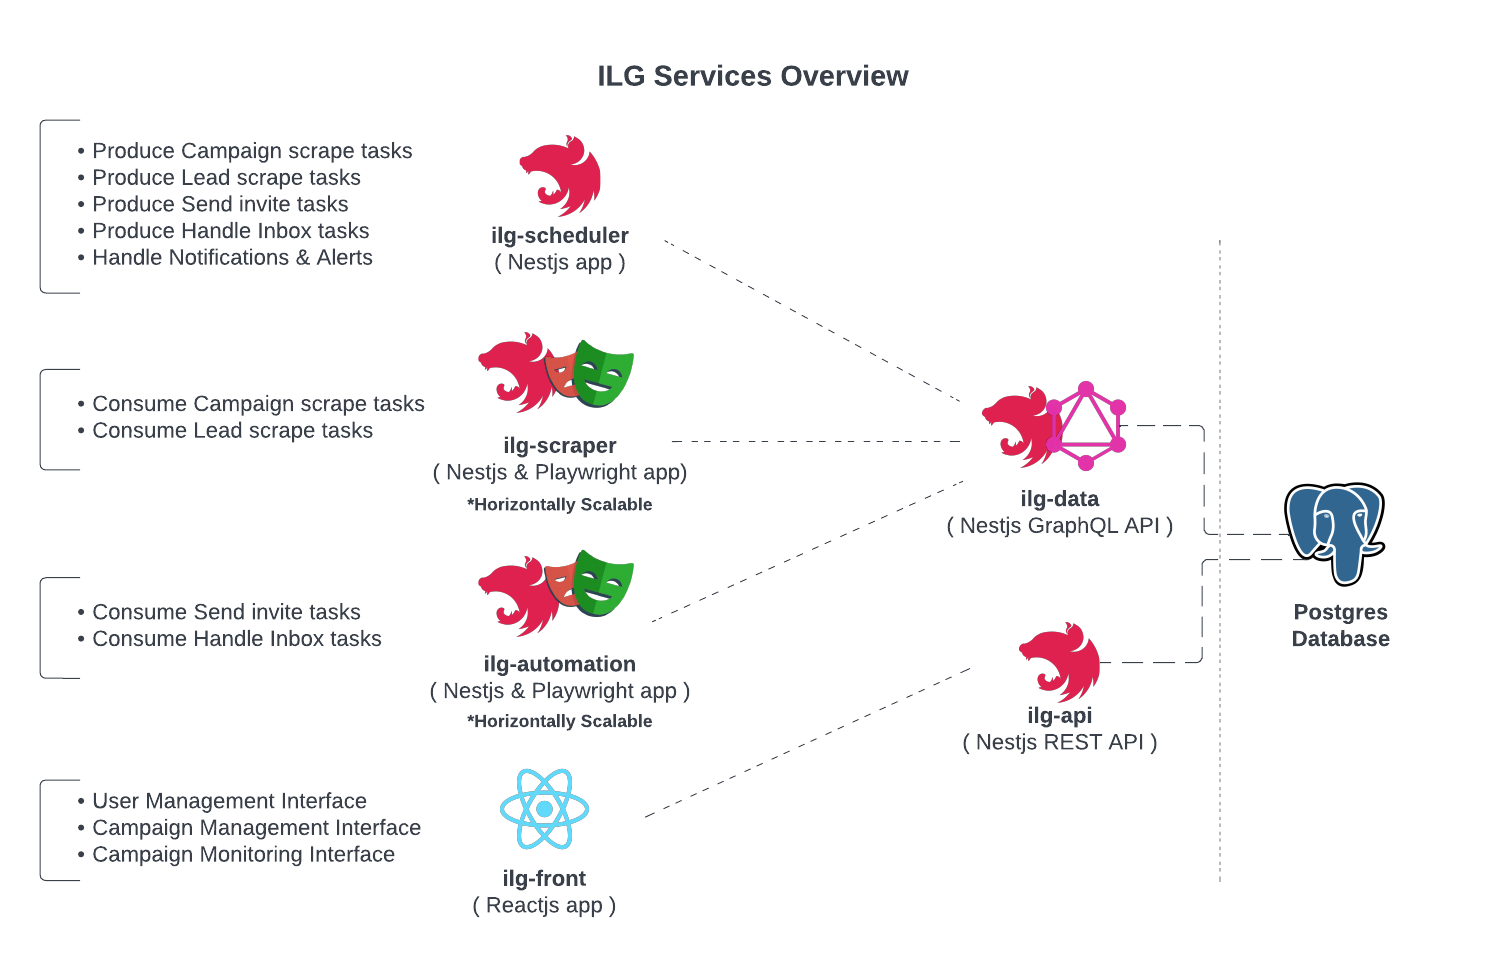 ILG Services Overview
• Produce Campaign scrape tasks
• Produce Lead scrape tasks
• Produce Send invite tasks
• Produce Handle Inbox tasks
• Handle Notifications & Alerts
ilg-scheduler
( Nestjs app )
• Consume Campaign scrape tasks
• Consume Lead scrape tasks
ilg-scraper
( Nestjs & Playwright app)
*Horizontally Scalable
• Consume Send invite tasks
• Consume Handle Inbox tasks
ilg-automation
( Nestjs & Playwright app )
*Horizontally Scalable
• User Management Interface
• Campaign Management Interface
• Campaign Monitoring Interface
ilg-front
( Reactjs app )
ilg-data
( Nestjs GraphQL API )
ilg-api
( Nestjs REST API )
Postgres
Database